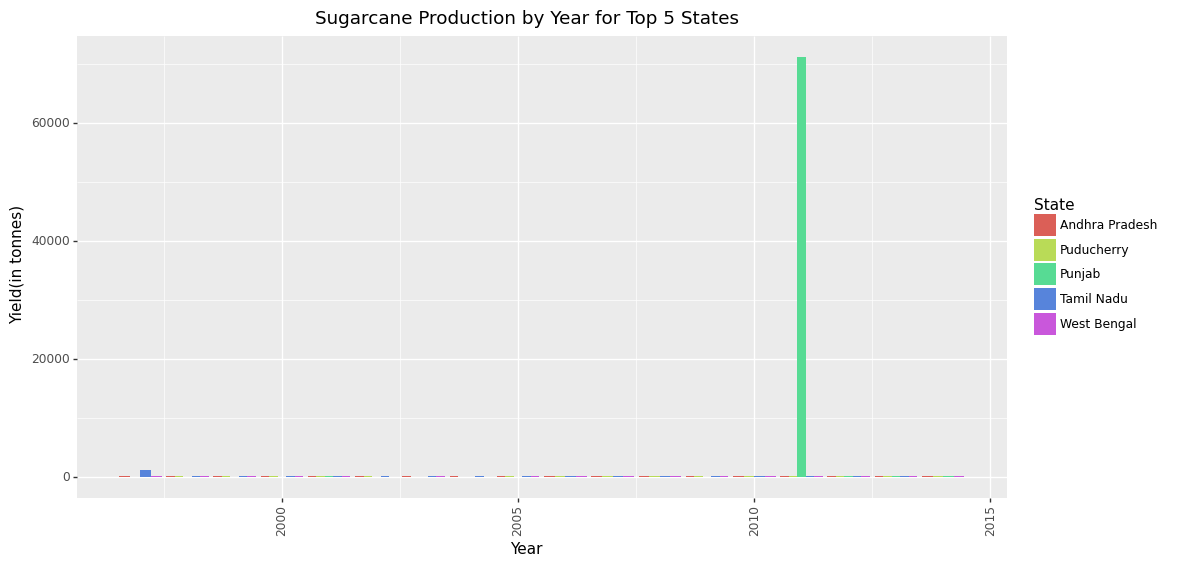 Sugarcane Production by Year for Top 5 States
Yield(in tonnes)
60000
40000
20000
0
2000
2005
2010
2015
Year
State
Andhra Pradesh
Puducherry
Punjab
Tamil Nadu
West Bengal